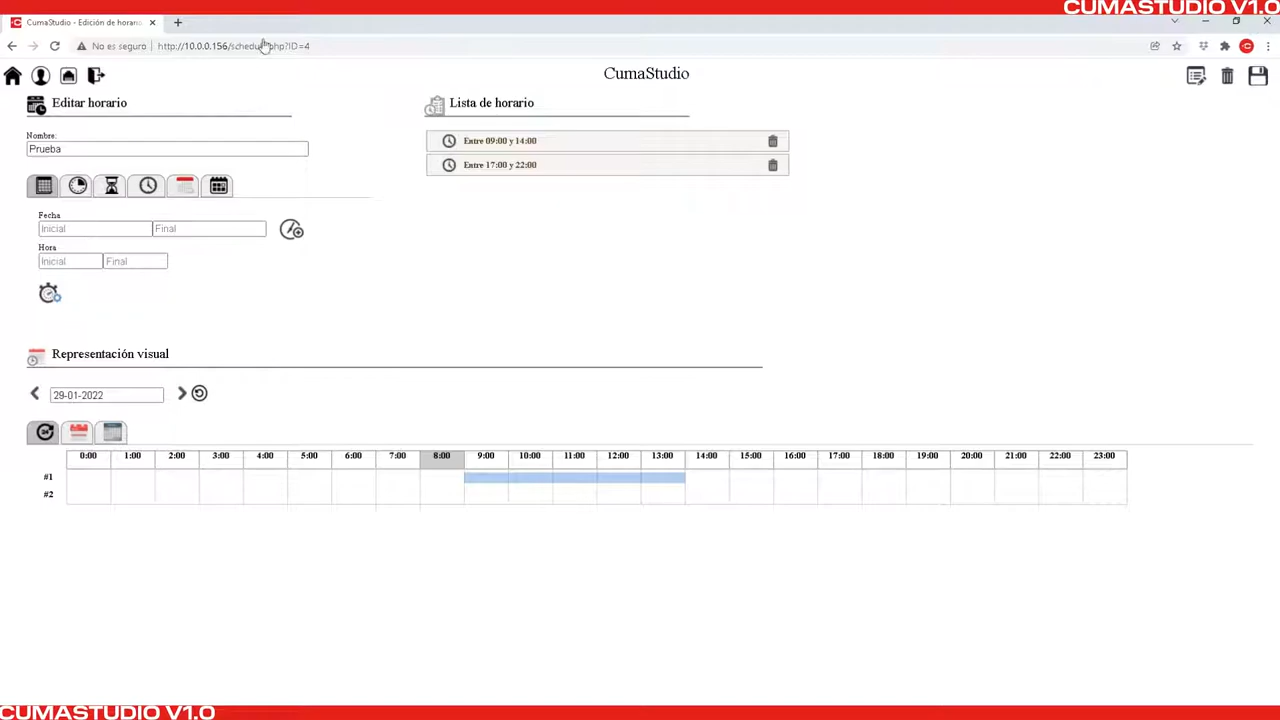 CUMASTUDIO V1.0
CumaStudio - Edición de horario
No es seguro
http://10.0.0.156/schedule.php?ID=4
CumaStudio
Editar horario
Lista de horario
Nombre:
Prueba
Entre 09:00 y 14:00
Entre 17:00 y 22:00
Fecha
Inicial Final
Hora
Inicial Final
Representación visual
29-01-2022
24
0:00 1:00 2:00 3:00 4:00 5:00 6:00 7:00 8:00 9:00 10:00 11:00 12:00 13:00 14:00 15:00 16:00 17:00 18:00 19:00 20:00 21:00 22:00 23:00
#1
#2
CUMASTUDIO V1.0